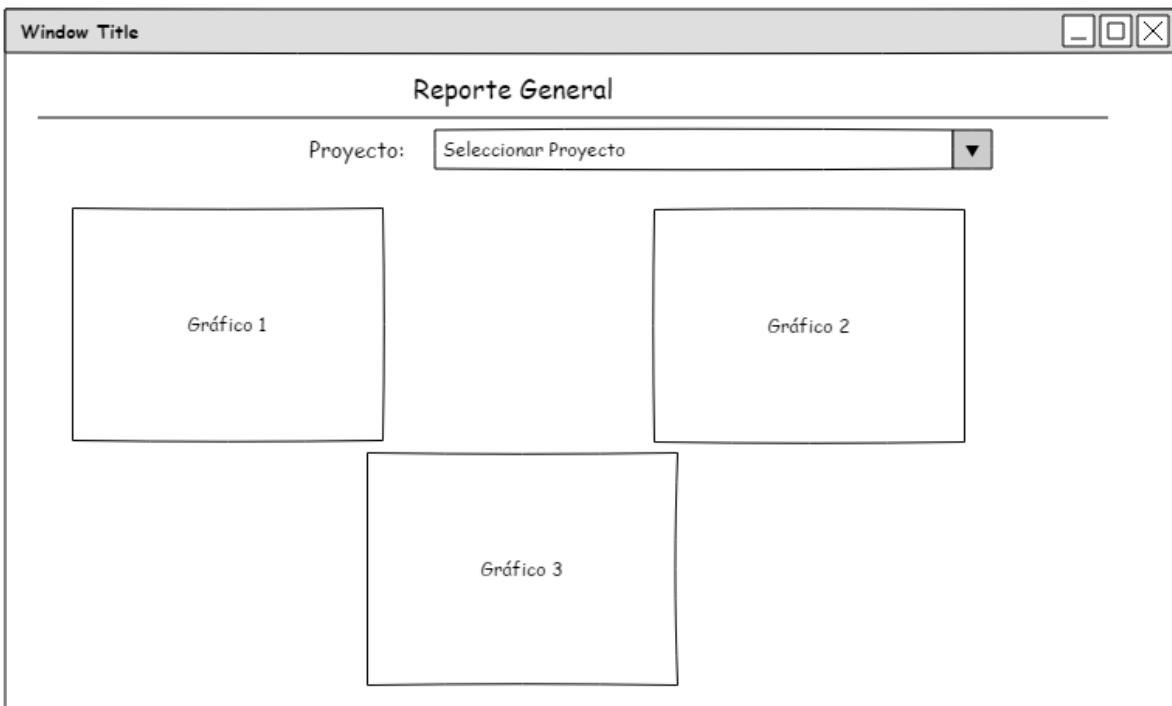 Window Title
Reporte General
Proyecto: Seleccionar Proyecto
Gráfico 1
Gráfico 2
Gráfico 3